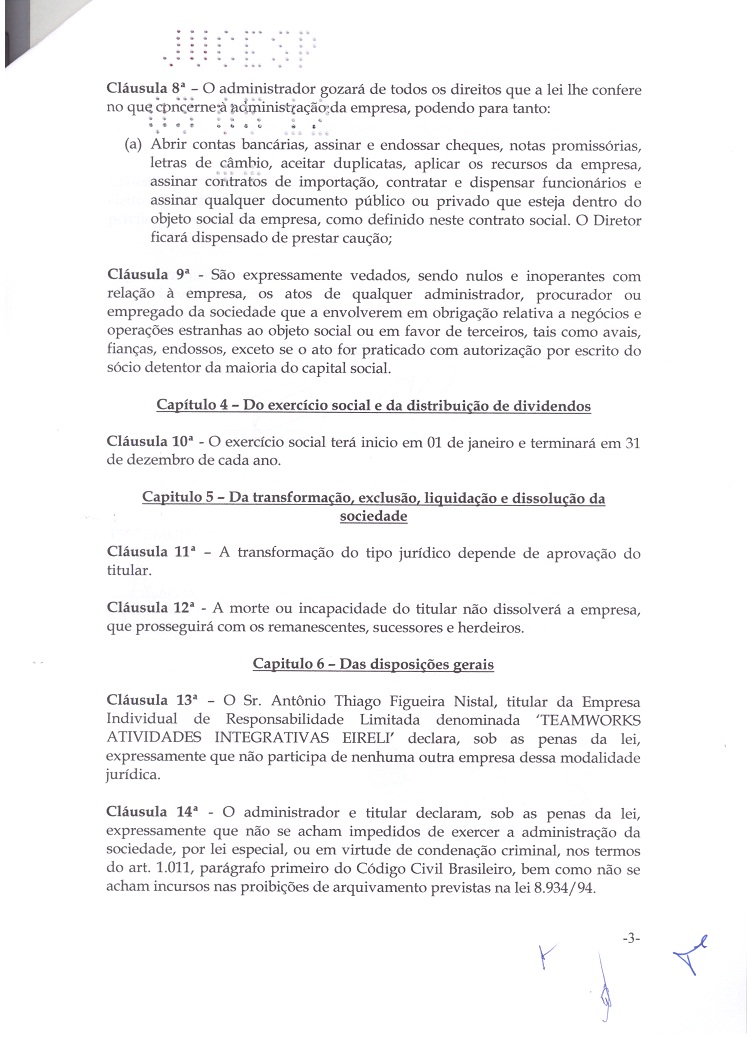 JUCESP
Cláusula 8ª – O administrador gozará de todos os direitos que a lei lhe confere
no que concerne à administração da empresa, podendo para tanto:
(a) Abrir contas bancárias, assinar e endossar cheques, notas promissórias,
letras de câmbio, aceitar duplicatas, aplicar os recursos da empresa,
assinar contratos de importação, contratar e dispensar funcionários e
assinar qualquer documento público ou privado que esteja dentro do
objeto social da empresa, como definido neste contrato social. O Diretor
ficará dispensado de prestar caução;
Cláusula 9ª - São expressamente vedados, sendo nulos e inoperantes com
relação à empresa, os atos de qualquer administrador, procurador ou
empregado da sociedade que a envolverem em obrigação relativa a negócios e
operações estranhas ao objeto social ou em favor de terceiros, tais como avais,
fianças, endossos, exceto se o ato for praticado com autorização por escrito do
sócio detentor da maioria do capital social.
Capítulo 4 – Do exercício social e da distribuição de dividendos
Cláusula 10ª - O exercício social terá inicio em 01 de janeiro e terminará em 31
de dezembro de cada ano.
Capitulo 5 – Da transformação, exclusão, liquidação e dissolução da
sociedade
Cláusula 11ª – A transformação do tipo jurídico depende de aprovação do
titular.
Cláusula 12ª - A morte ou incapacidade do titular não dissolverá a empresa,
que prosseguirá com os remanescentes, sucessores e herdeiros.
Capitulo 6 – Das disposições gerais
Cláusula 13ª – O Sr. Antônio Thiago Figueira Nistal, titular da Empresa
Individual de Responsabilidade Limitada denominada 'TEAMWORKS
ATIVIDADES INTEGRATIVAS EIRELI' declara, sob as penas da lei,
expressamente que não participa de nenhuma outra empresa dessa modalidade
jurídica.
Cláusula 14ª - O administrador e titular declaram, sob as penas da lei,
expressamente que não se acham impedidos de exercer a administração da
sociedade, por lei especial, ou em virtude de condenação criminal, nos termos
do art. 1.011, parágrafo primeiro do Código Civil Brasileiro, bem como não se
acham incursos nas proibições de arquivamento previstas na lei 8.934/94.
-3-